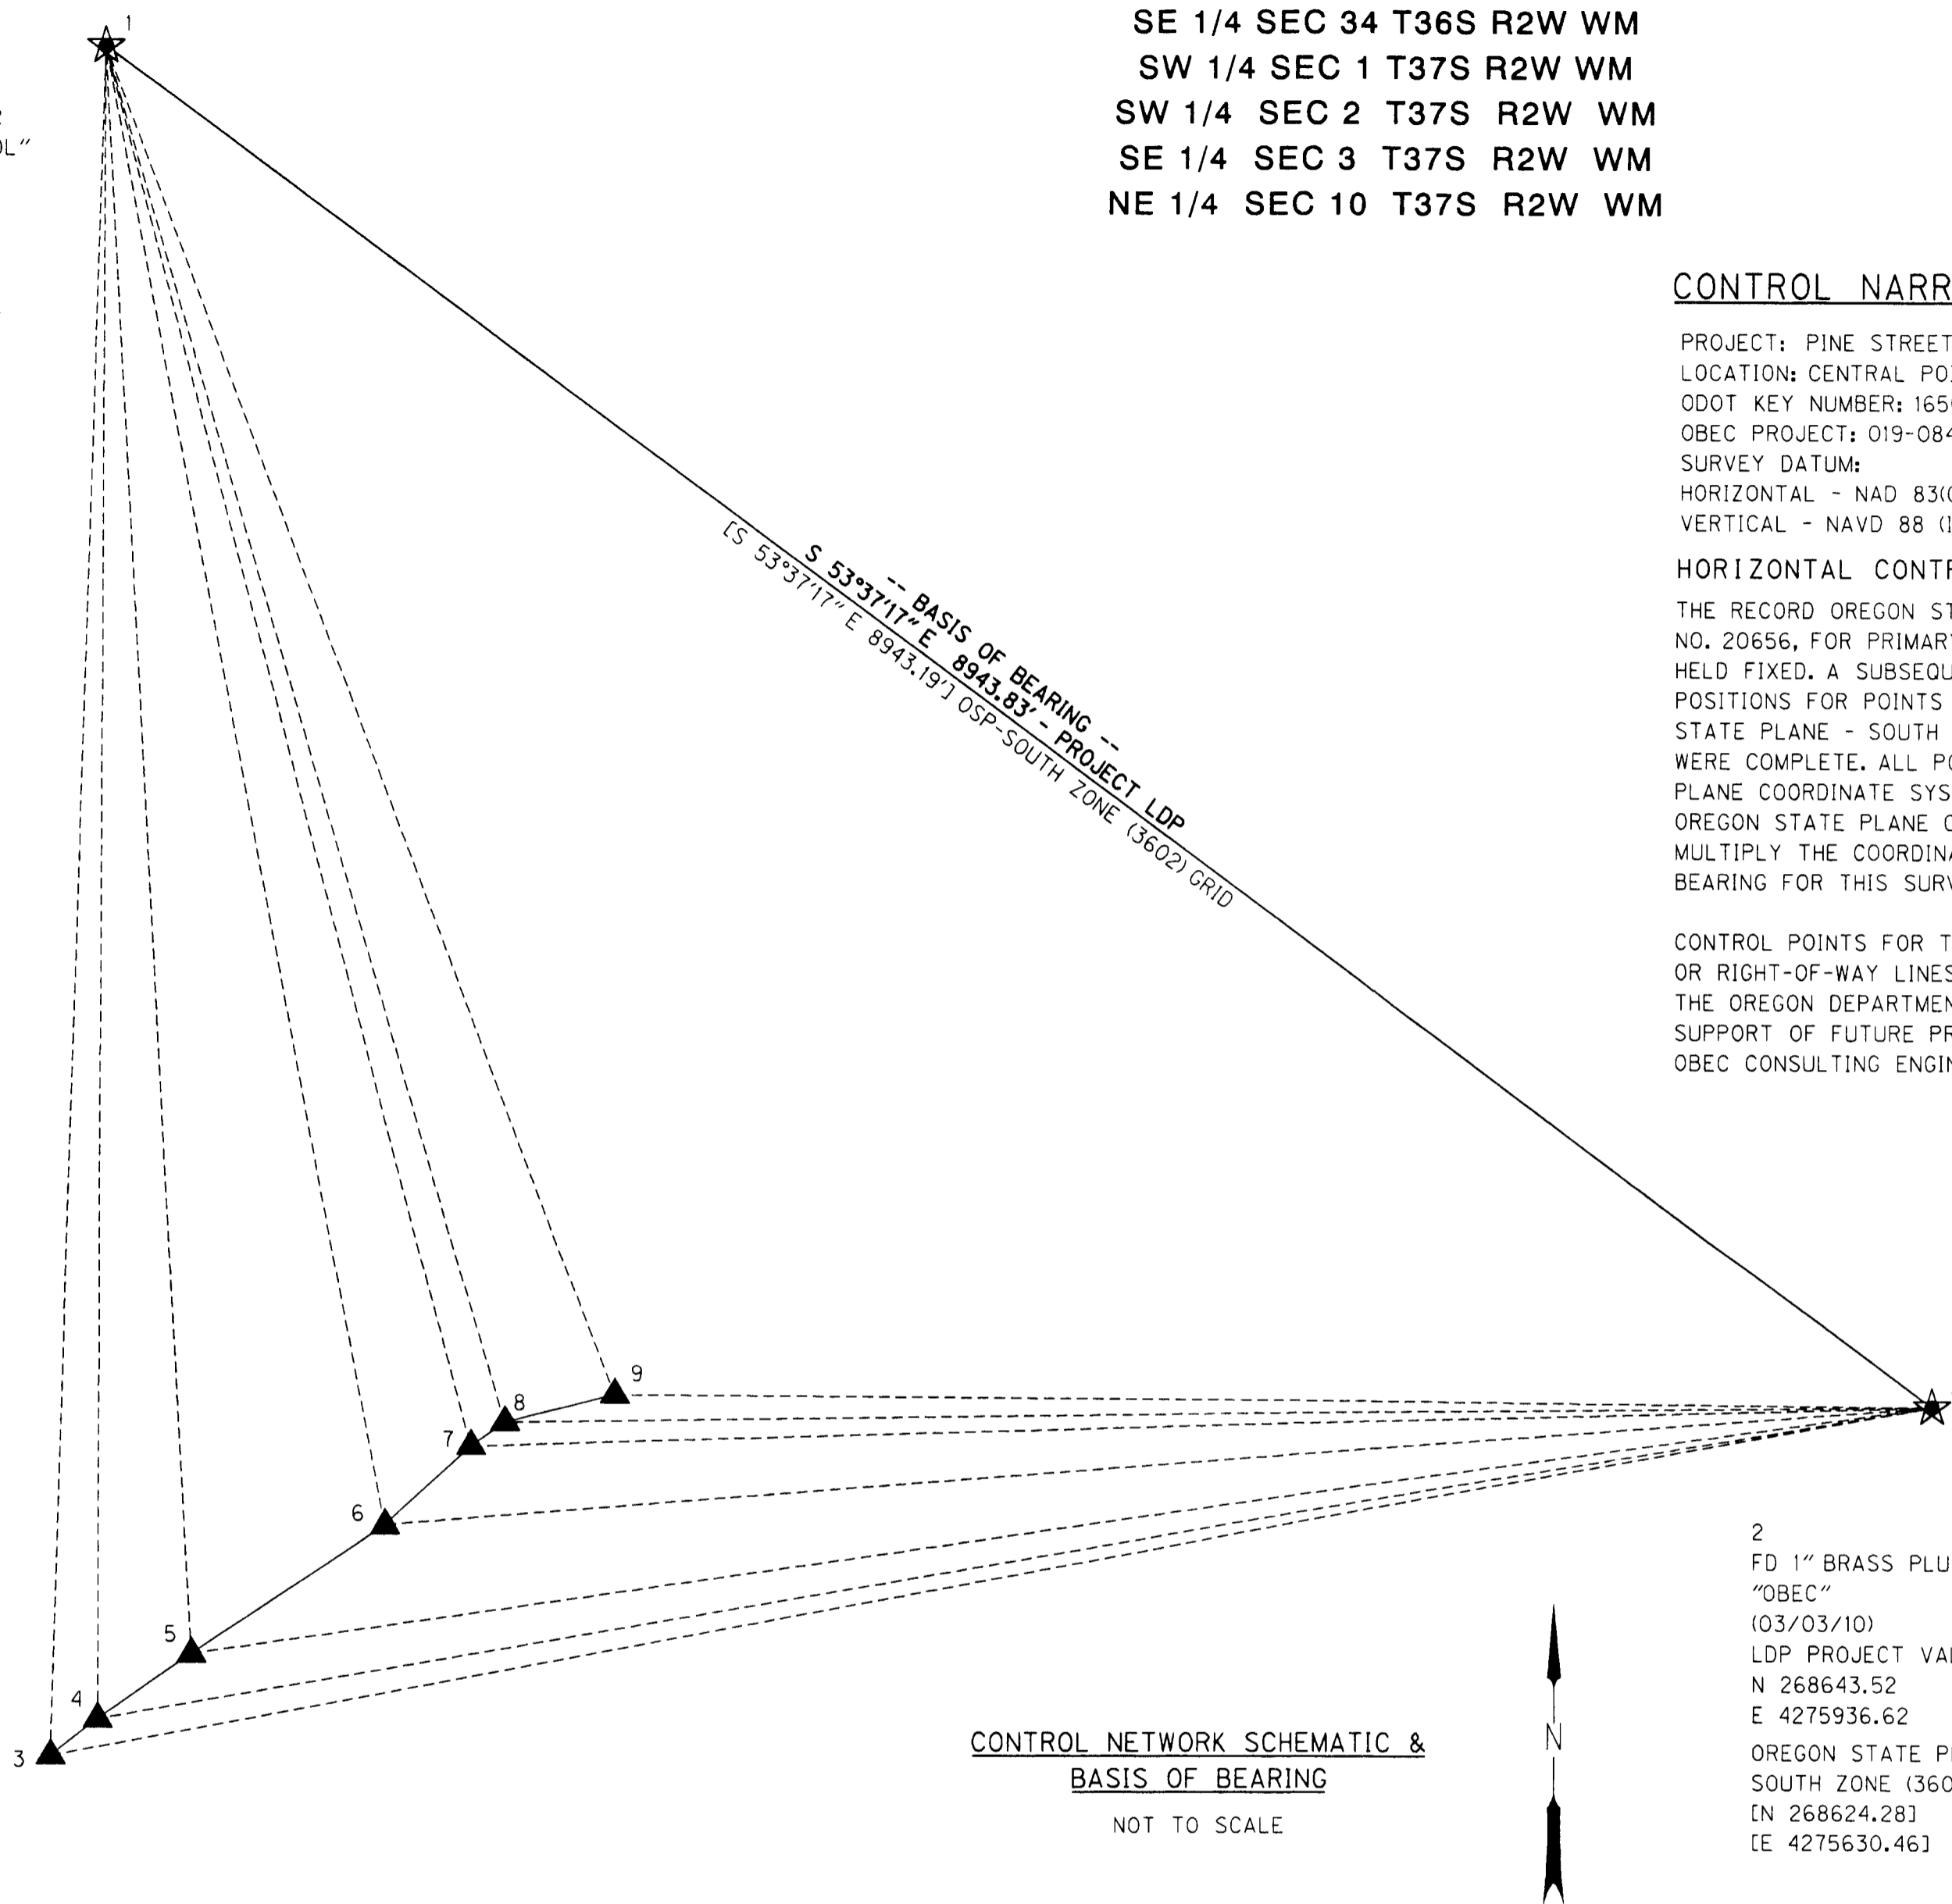 SE 1/4 SEC 34 T36S R2W WM
SW 1/4 SEC 1 T37S R2W WM
SW 1/4 SEC 2 T37S R2W WM
SE 1/4 SEC 3 T37S R2W WM
NE 1/4 SEC 10 T37S R2W WM
1
CONTROL
PROJECT: PINE STREET
LOCATION: CENTRAL
ODOT KEY NUMBER:
OBEC PROJECT:
SURVEY DATUM:
HORIZONTAL - NAD
VERTICAL - NAVD 88
HORIZONTAL
THE RECORD OREGON
NO. 20656, FOR
HELD FIXED. A
POSITIONS FOR POINTS
STATE PLANE - SOUTH
WERE COMPLETE. ALL
PLANE COORDINATE
OREGON STATE PLANE
MULTIPLY THE
BEARING FOR THIS
CONTROL POINTS FOR
OR RIGHT-OF-WAY LINES
THE OREGON
SUPPORT OF FUTURE
OBEC CONSULTING
-- BASIS OF BEARING --
S 53°37'17" E 8943.83' - PROJECT LDP
[S 53°37'17" E 8943.19'] OSP-SOUTH ZONE (3602) GRID
9
8
7
6
5
4
3
2
FD 1" BRASS
"OBEC"
(03/03/10)
LDP PROJECT
N 268643.52
E 4275936.62
OREGON STATE
SOUTH ZONE
[N 268624.28]
[E 4275630.46]
CONTROL NETWORK SCHEMATIC &
BASIS OF BEARING
NOT TO SCALE
N